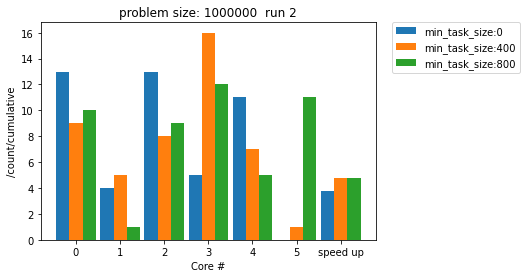 problem size: 1000000 run 2
min_task_size:0
min_task_size:400
min_task_size:800
/count/cumulative
16
14
12
10
8
6
4
2
0
0 1 2 3 4 5 speed up
Core #